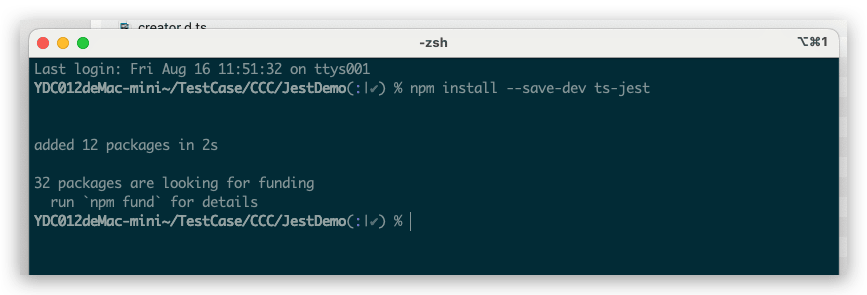 creator.d.ts
-zsh
⌥⌘1
Last login: Fri Aug 16 11:51:32 on ttys001
YDC012deMac-mini~/TestCase/CCC/JestDemo(:|✔) % npm install --save-dev ts-jest
added 12 packages in 2s
32 packages are looking for funding
run `npm fund` for details
YDC012deMac-mini~/TestCase/CCC/JestDemo(:|✔) %